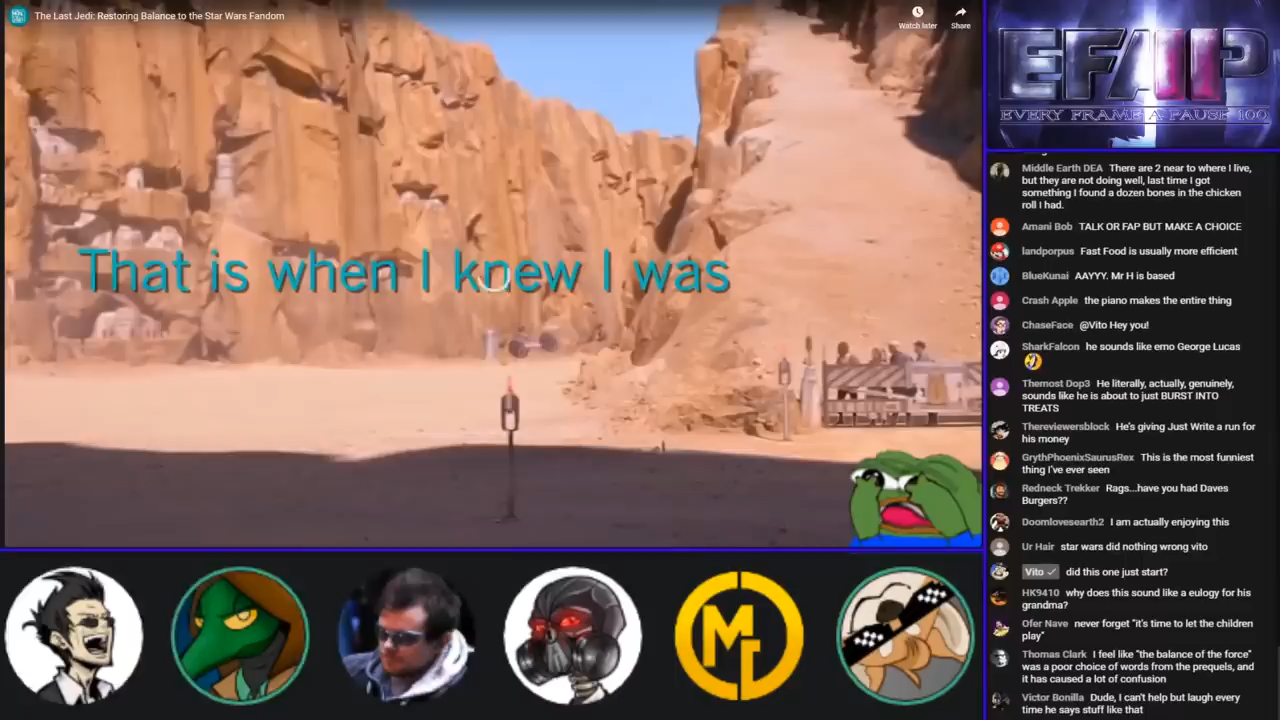 The Last Jedi: Restoring Balance to the Star Wars Fandom
Watch later
Share
That is when I knew I was
EFAP
EVERY FRAME A PAUSE 100
Middle Earth DEA There are 2 near to where I live,
but they are not doing well, last time I got
something I found a dozen bones in the chicken
roll I had.
Amani Bob TALK OR FAP BUT MAKE A CHOICE
landporpus Fast Food is usually more efficient
BlueKunai AAYYY. Mr H is based
Crash Apple the piano makes the entire thing
ChaseFace @Vito Hey you!
SharkFalcon he sounds like emo George Lucas
Themost Dop3 He literally, actually, genuinely,
sounds like he is about to just BURST INTO
TREATS
Thereviewersblock He's giving Just Write a run for
his money
GrythPhoenixSaurusRex This is the most funniest
thing I've ever seen
Redneck Trekker Rags...have you had Daves
Burgers??
Doomlovesearth2 I am actually enjoying this
Ur Hair star wars did nothing wrong vito
Vito ✓ did this one just start?
HK9410 why does this sound like a eulogy for his
grandma?
Ofer Nave never forget "it's time to let the children
play"
Thomas Clark I feel like "the balance of the force"
was a poor choice of words from the prequels, and
it has caused a lot of confusion
Victor Bonilla Dude, I can't help but laugh every
time he says stuff like that